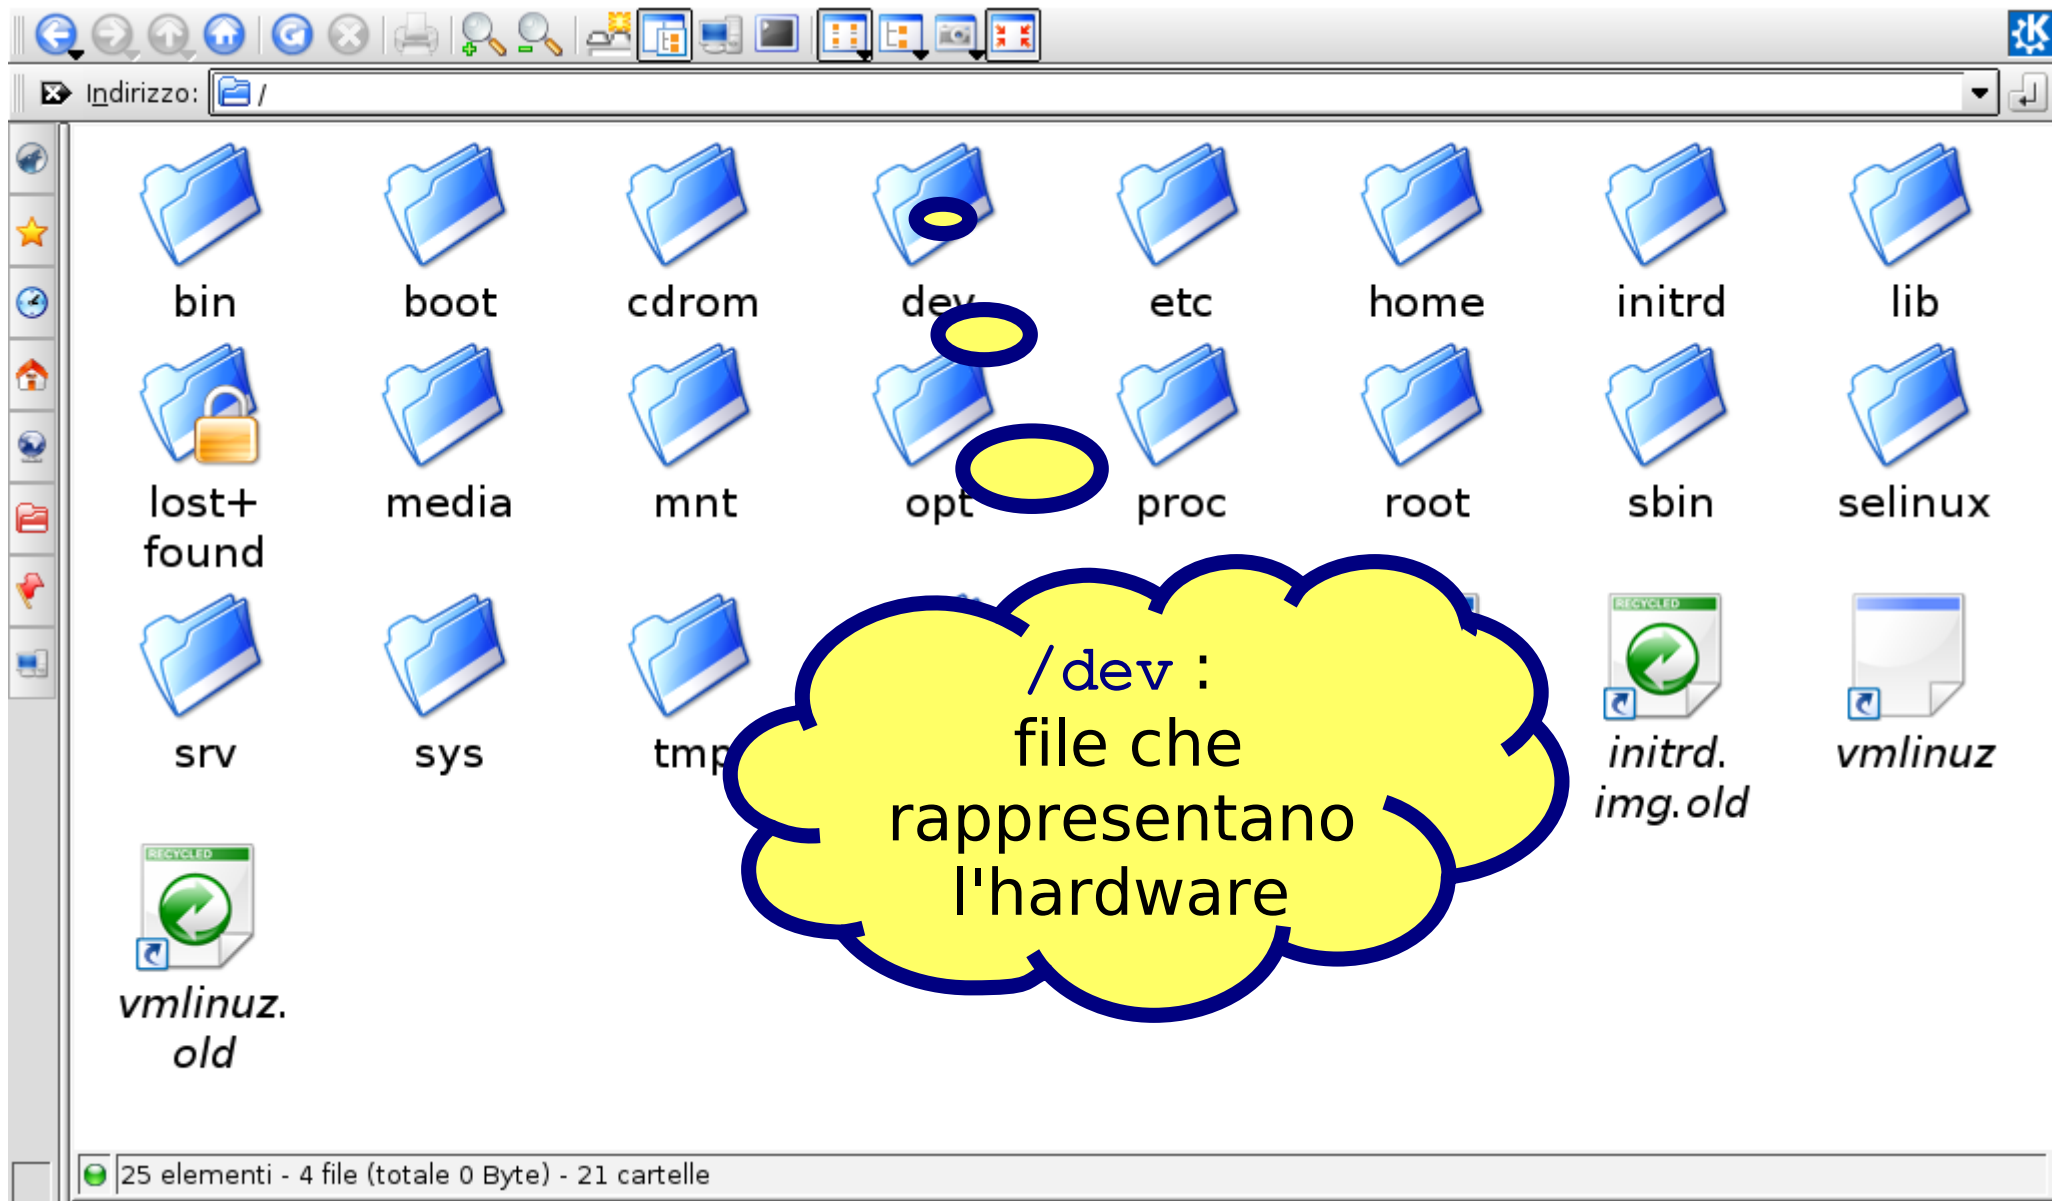 Indirizzo: /
bin boot cdrom dev etc home initrd lib
lost+ media mnt opt proc root sbin selinux
found
RECYCLED
srv sys tmp initrd. vmlinuz
img.old
/dev :
file che
rappresentano
l'hardware
RECYCLED
vmlinuz.
old
25 elementi - 4 file (totale 0 Byte) - 21 cartelle